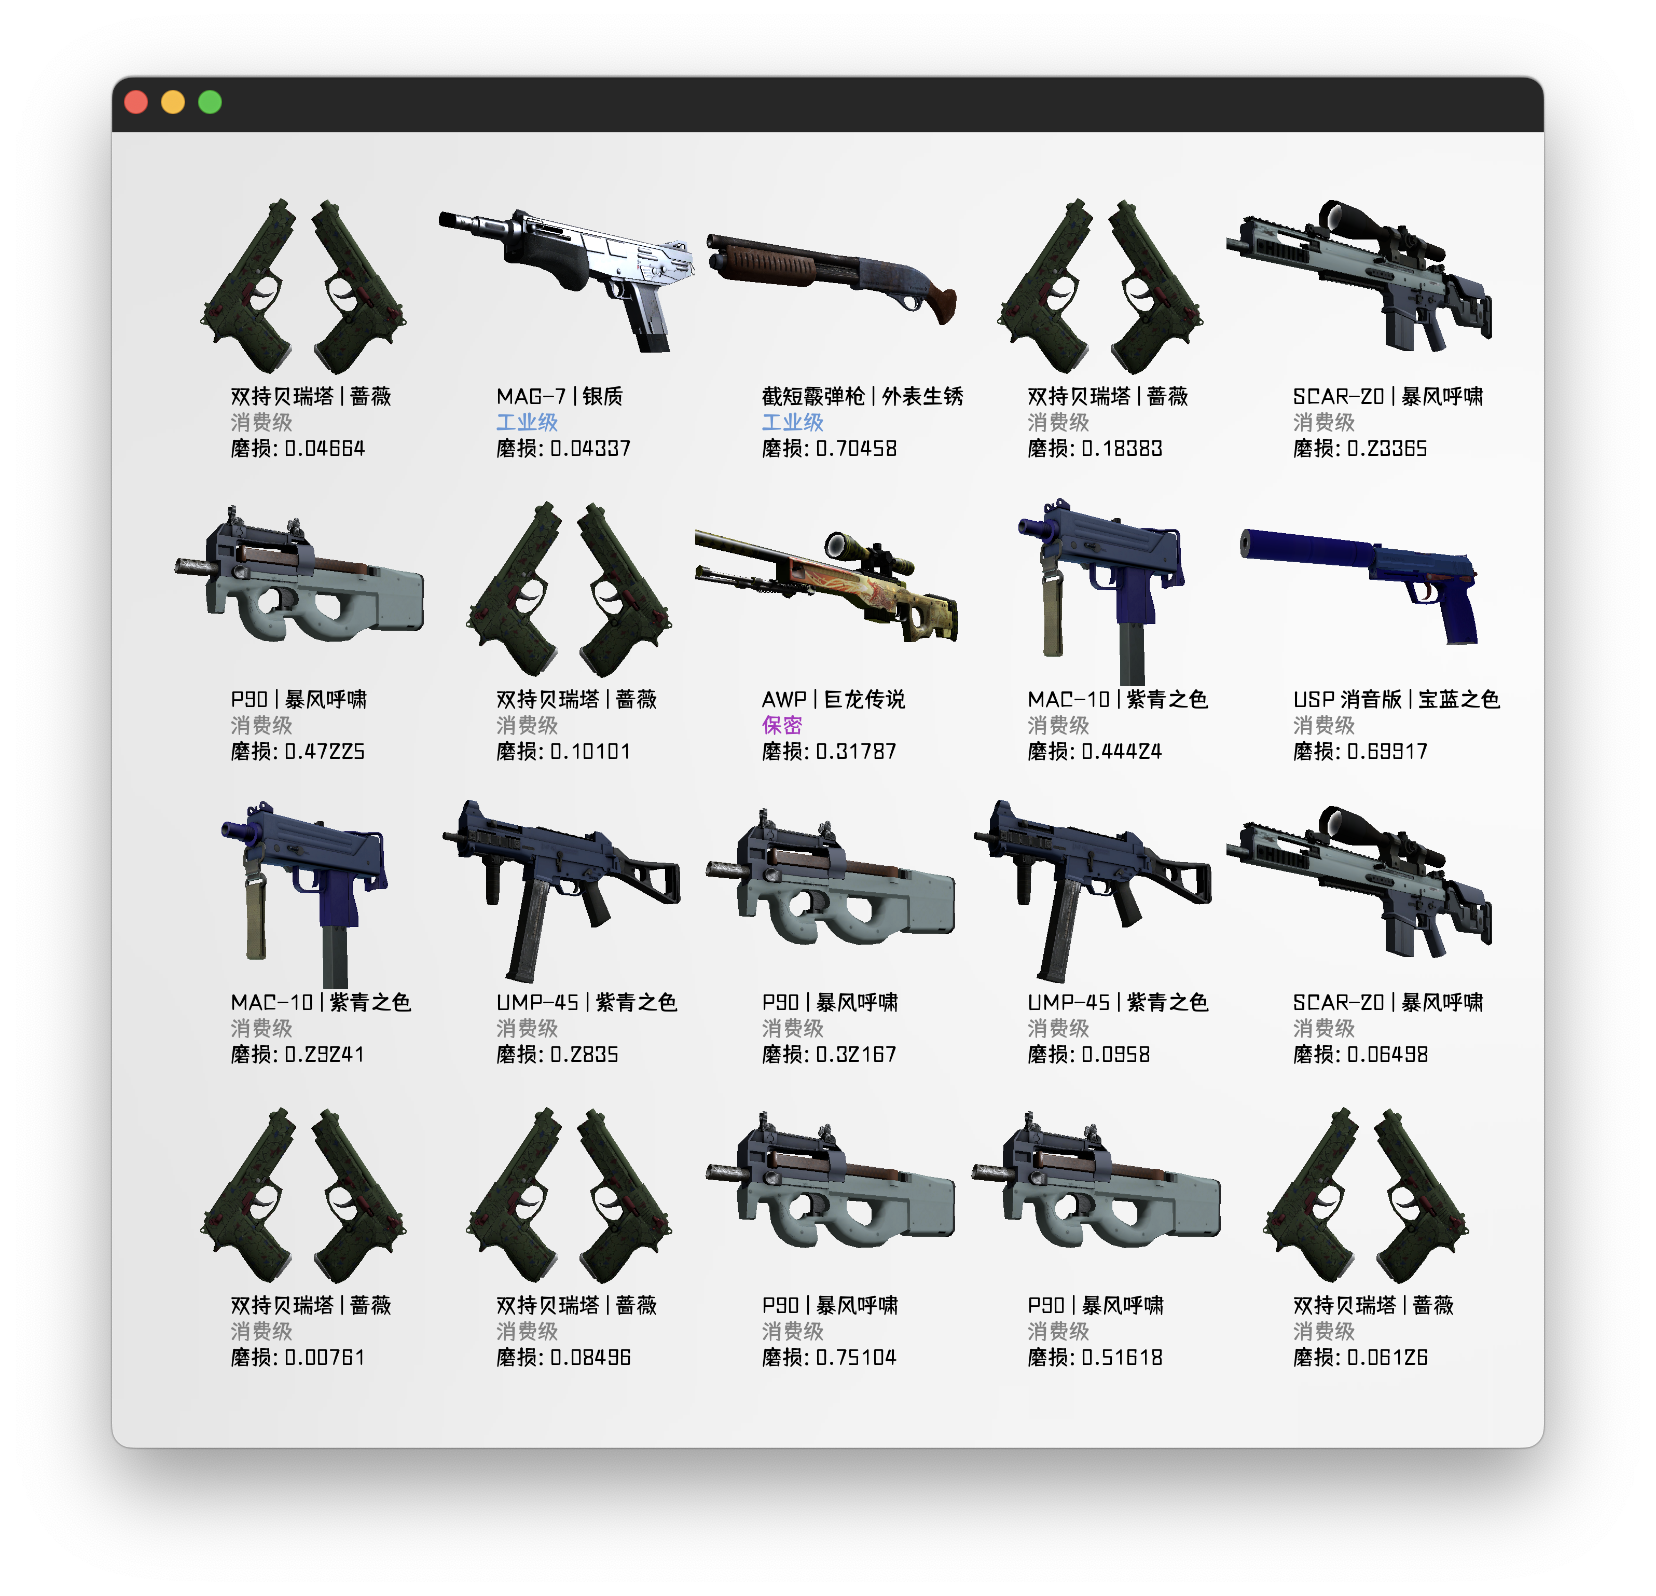 双持贝瑞塔 | 蔷薇
消费级
磨损: 0.04664
MAG-7 | 银质
工业级
磨损: 0.04337
截短霰弹枪 | 外表生锈
工业级
磨损: 0.70458
双持贝瑞塔 | 蔷薇
消费级
磨损: 0.18383
SCAR-20 | 暴风呼啸
消费级
磨损: 0.23365
P90 | 暴风呼啸
消费级
磨损: 0.47225
双持贝瑞塔 | 蔷薇
消费级
磨损: 0.10101
AWP | 巨龙传说
保密
磨损: 0.31787
MAC-10 | 紫青之色
消费级
磨损: 0.44424
USP 消音版 | 宝蓝之色
消费级
磨损: 0.69917
MAC-10 | 紫青之色
消费级
磨损: 0.29241
UMP-45 | 紫青之色
消费级
磨损: 0.2835
P90 | 暴风呼啸
消费级
磨损: 0.32167
UMP-45 | 紫青之色
消费级
磨损: 0.0958
SCAR-20 | 暴风呼啸
消费级
磨损: 0.06498
双持贝瑞塔 | 蔷薇
消费级
磨损: 0.00761
双持贝瑞塔 | 蔷薇
消费级
磨损: 0.08496
P90 | 暴风呼啸
消费级
磨损: 0.75104
P90 | 暴风呼啸
消费级
磨损: 0.51618
双持贝瑞塔 | 蔷薇
消费级
磨损: 0.06126